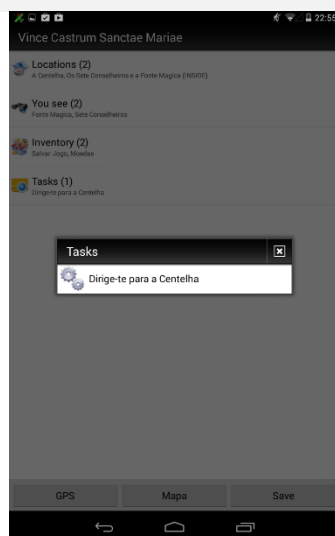 22:55
Vince Castrum Sanctae Mariae
Locations (2)
A Centelha, Os Sete Conselheiros e a Fonte Magica (INSIDE)
You see (2)
Fonte Magica, Sete Conselheiros
Inventory (2)
Salvar Jogo, Moedas
Tasks (1)
Dirige-te para a Centelha
Tasks
Dirige-te para a Centelha
GPS
Mapa
Save